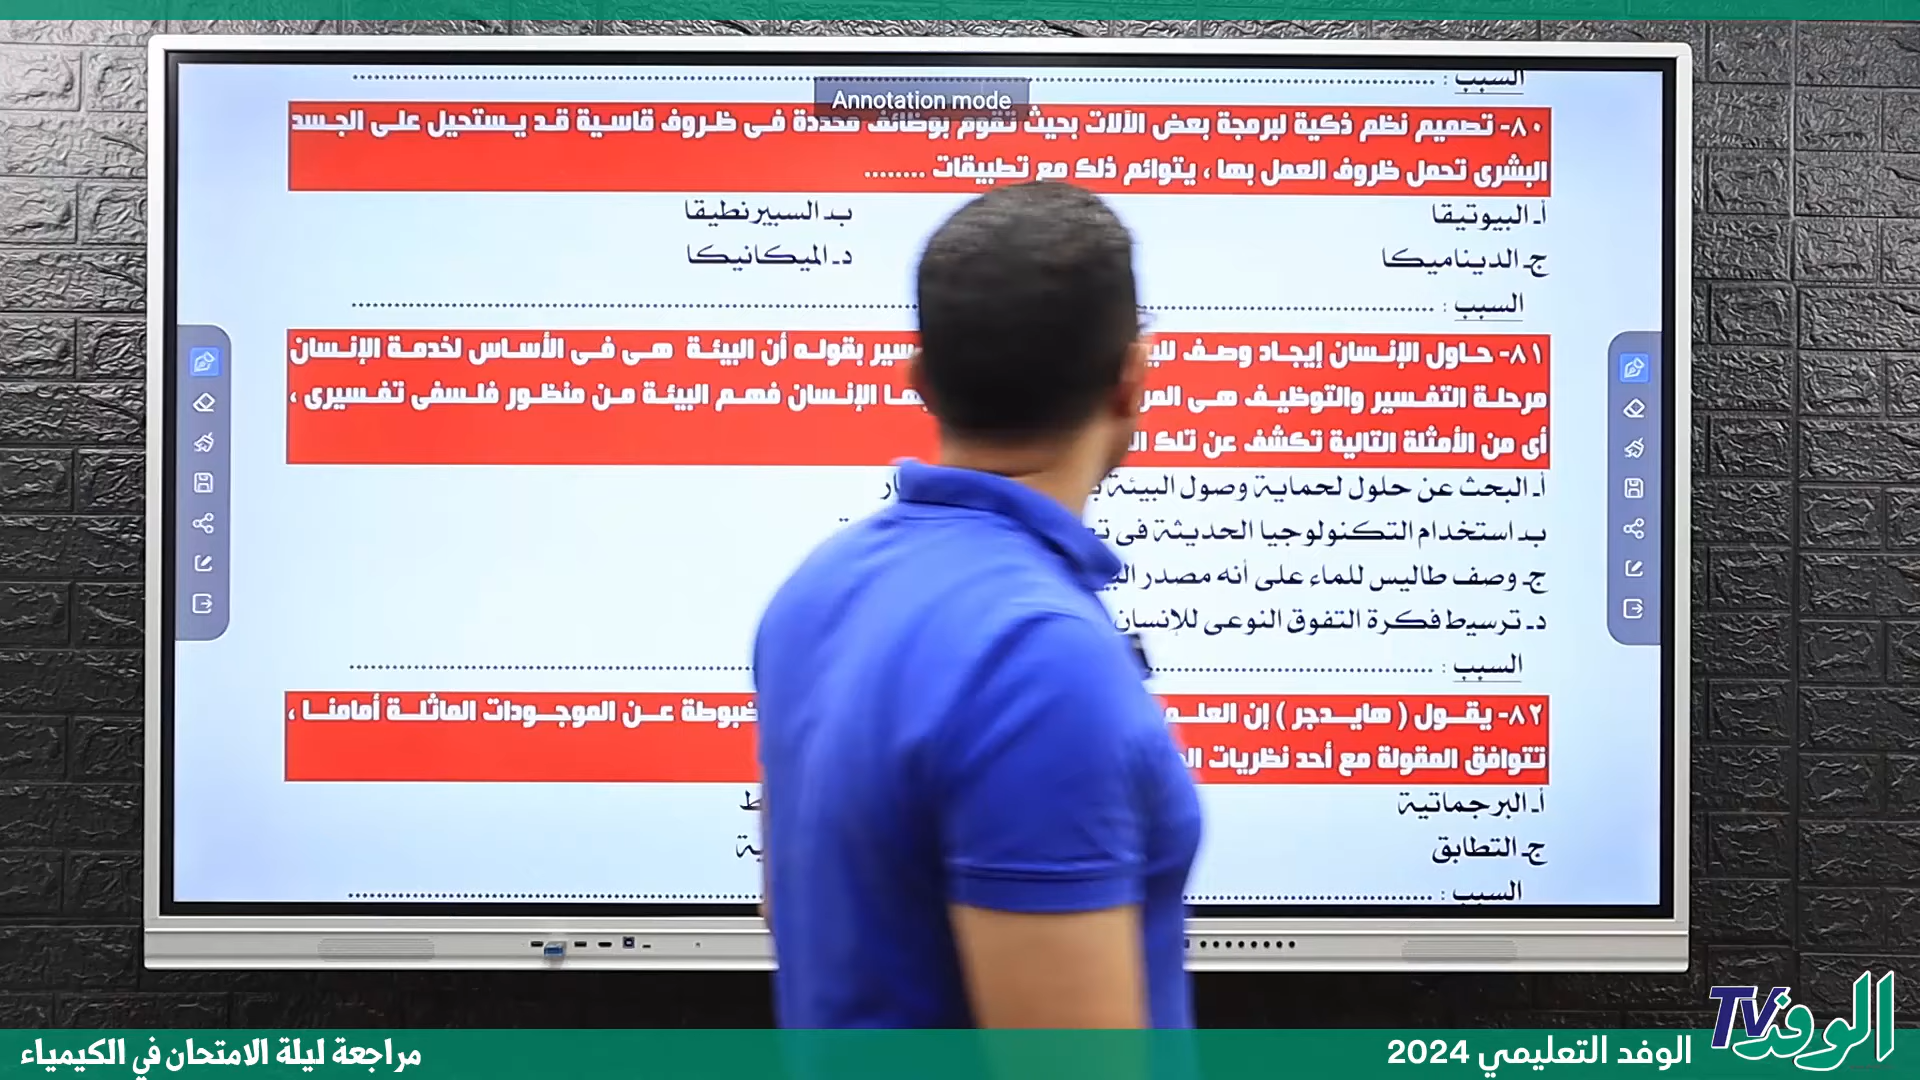 السبب :
Annotation mode
٨٠- تصميم نظم ذكية لبرمجة بعض الآلات بحيث تقوم بوظائف محددة فى ظروف قاسية قد يستحيل على الجسد
البشرى تحمل ظروف العمل بها ، يتوائم ذلك مع تطبيقات ........
أ- البيوتيقا
ب- السيبرنطيقا
ج- الديناميكا
د- الميكانيكا
السبب :
٨١- حاول الإنسان إيجاد وصف بقوله أن البيئة هى فى الأساس لخدمة الإنسان
مرحلة التفسير والتوظيف هى الإنسان فهم البيئة من منظور فلسفى تفسيرى ،
أى من الأمثلة التالية تكشف عن تلك
أ- البحث عن حلول لحماية وصول البيئة
ب- استخدام التكنولوجيا الحديثة فى
ج- وصف طاليس للماء على أنه مصدر
د- ترسيط فكرة التفوق النوعى للإنسان
السبب :
٨٢- يقول ( هايدجر ) إن عن الموجودات الماثلة أمامنا ،
تتوافق المقولة مع أحد نظريات
أ- البرجماتية
ج- التطابق
السبب :
الوفد TV
الوفد التعليمي 2024
مراجعة ليلة الامتحان في الكيمياء